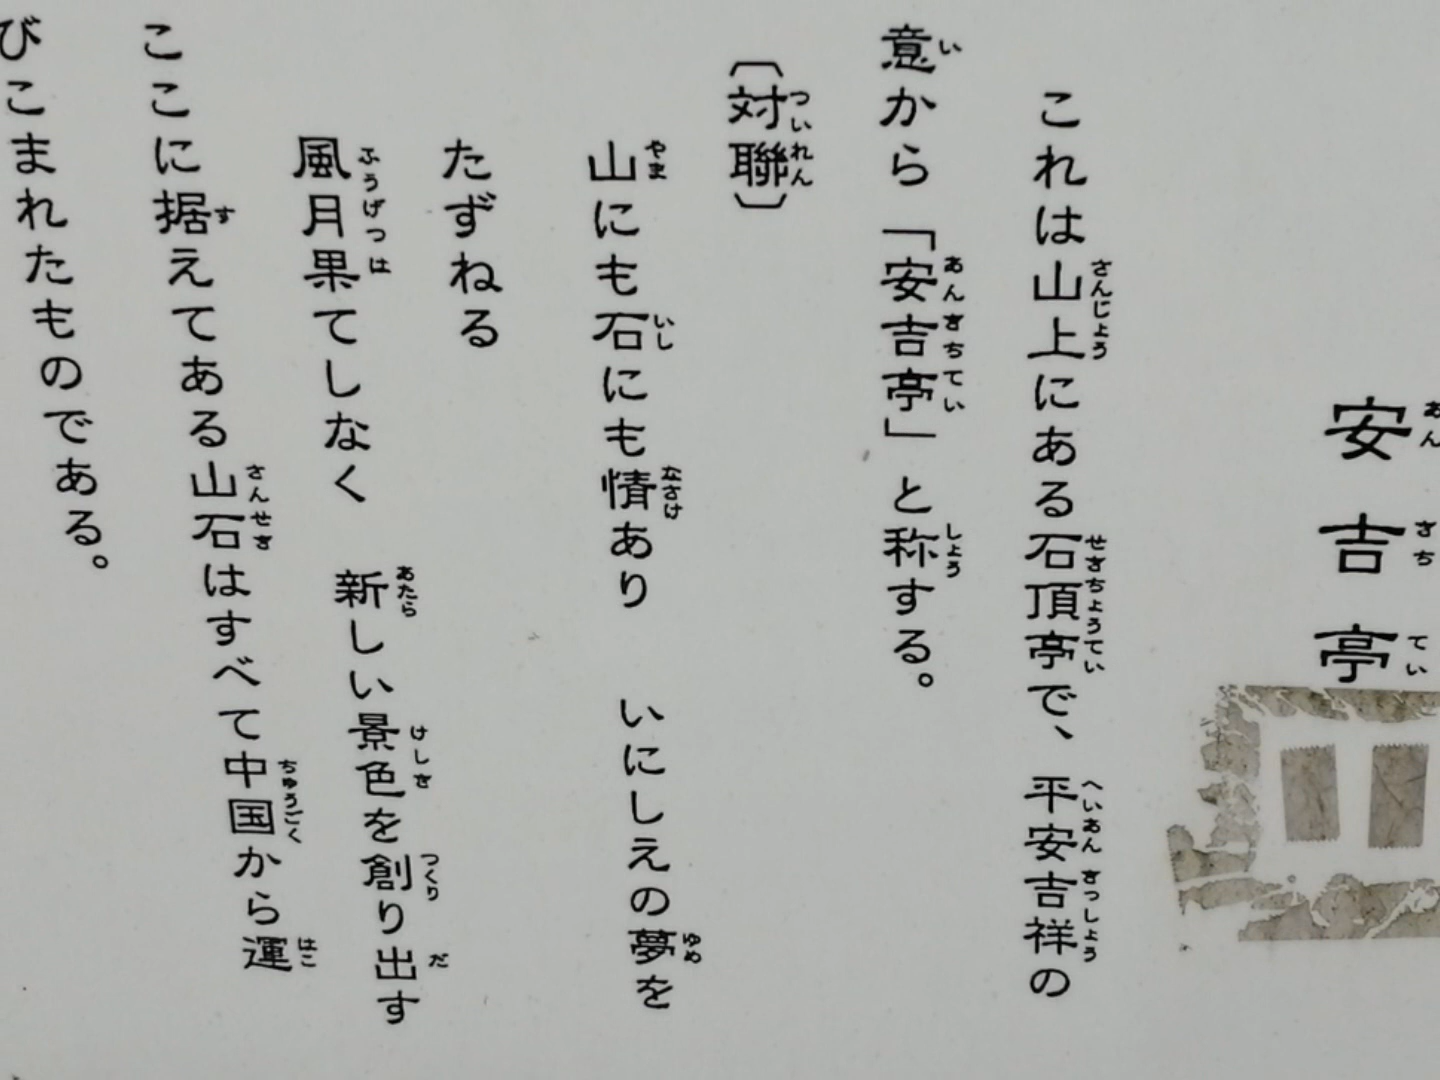 安吉亭
これは山上にある石頂亭で、平安吉祥の
意から「安吉亭」と称する。
〔対聯〕
山にも石にも情あり いにしえの夢を
たずねる
風月果てしなく 新しい景色を創り出す
ここに据えてある山石はすべて中国から運
びこまれたものである。